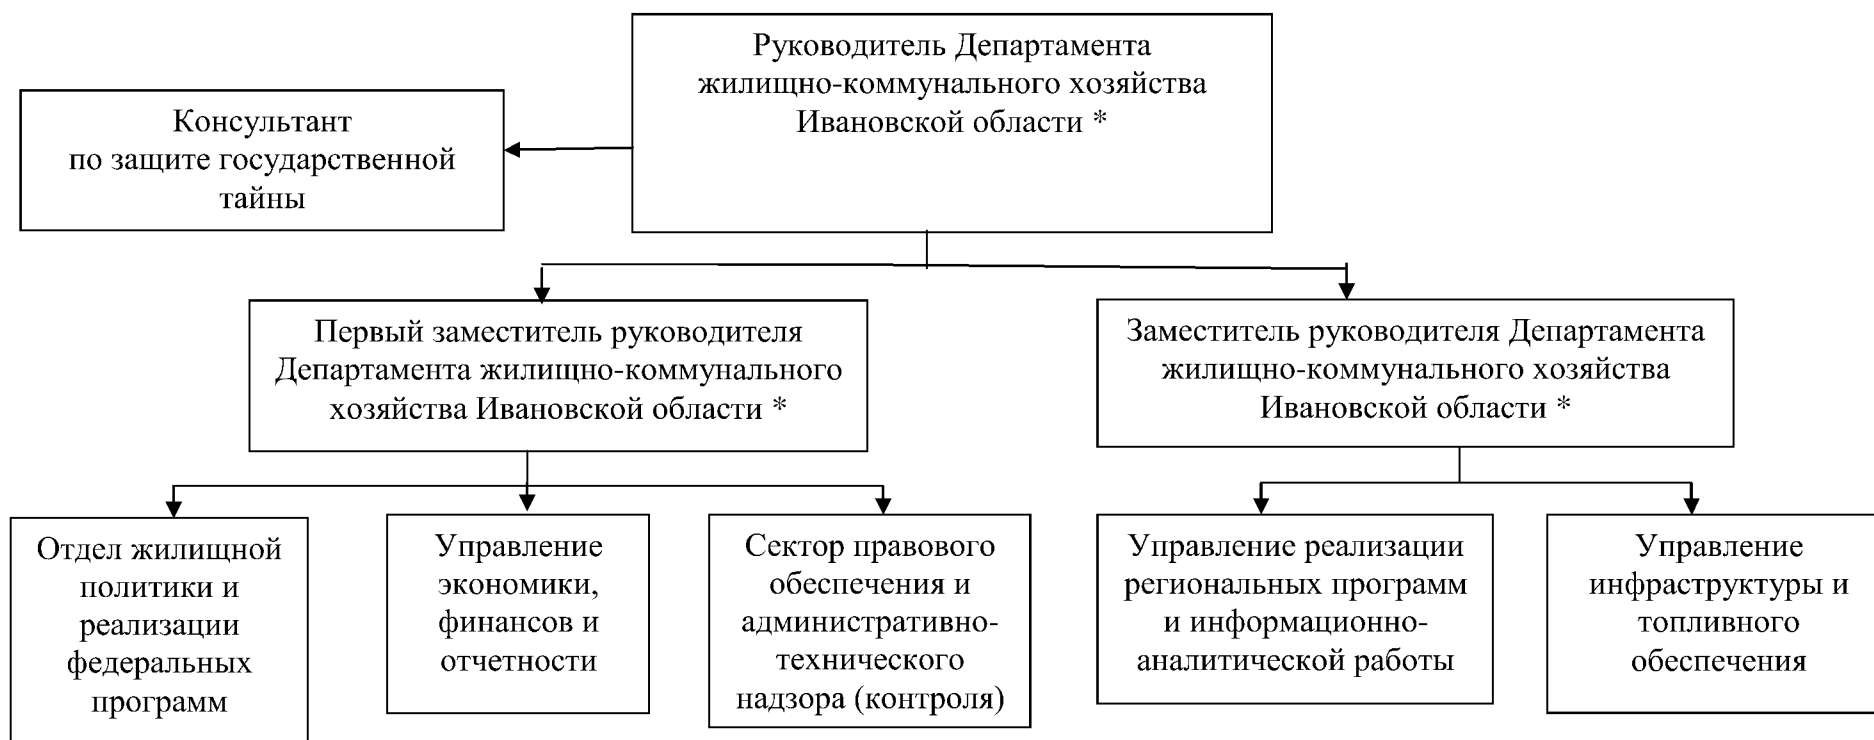 Руководитель Департамента
жилищно-коммунального хозяйства
Ивановской области *
Консультант
по защите государственной
тайны
Первый заместитель руководителя
Департамента жилищно-коммунального
хозяйства Ивановской области *
Заместитель руководителя Департамента
жилищно-коммунального хозяйства
Ивановской области *
Отдел жилищной
политики и
реализации
федеральных
программ
Управление
экономики,
финансов и
отчетности
Сектор правового
обеспечения и
административно-
технического
надзора (контроля)
Управление реализации
региональных программ
и информационно-
аналитической работы
Управление
инфраструктуры и
топливного
обеспечения